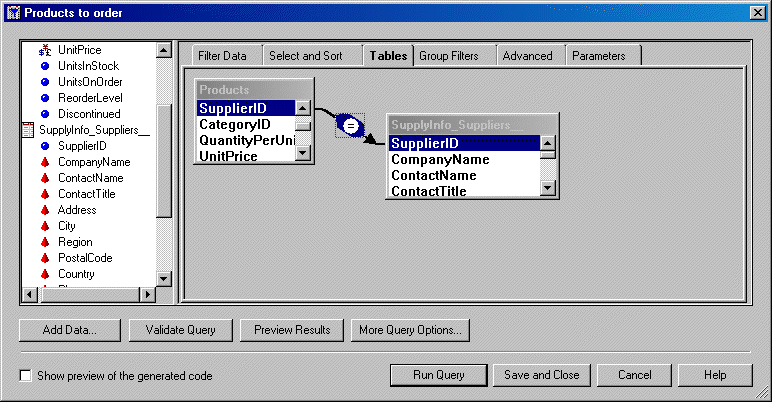 Products to order
UnitPrice
UnitsInStock
UnitsOnOrder
ReorderLevel
Discontinued
SupplyInfo_Suppliers__
SupplierID
CompanyName
ContactName
ContactTitle
Address
City
Region
PostalCode
Country
Filter Data
Select and Sort
Tables
Group Filters
Advanced
Parameters
Products
SupplierID
CategoryID
QuantityPerUni
UnitPrice
=
SupplyInfo_Suppliers__
SupplierID
CompanyName
ContactName
ContactTitle
Add Data...
Validate Query
Preview Results
More Query Options...
Show preview of the generated code
Run Query
Save and Close
Cancel
Help